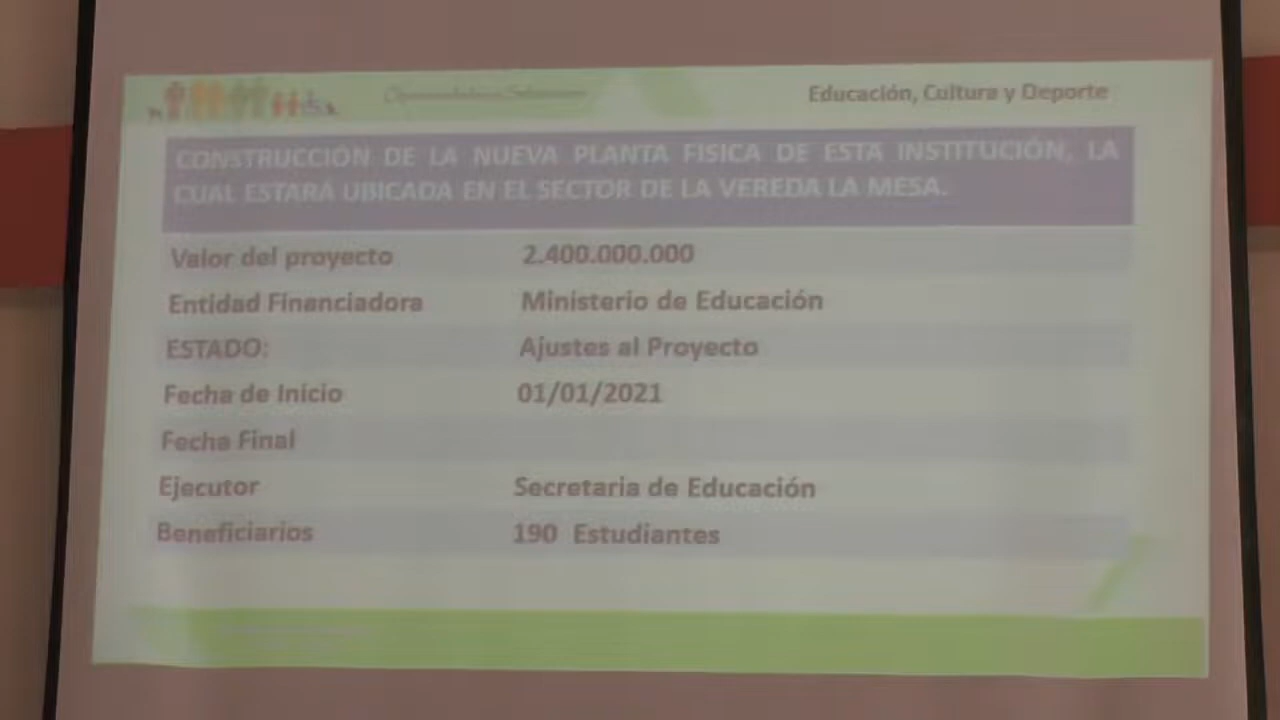 Educación, Cultura y Deporte
CONSTRUCCIÓN DE LA NUEVA PLANTA FISICA DE ESTA INSTITUCIÓN, LA
CUAL ESTARÁ UBICADA EN EL SECTOR DE LA VEREDA LA MESA.
Valor del proyecto 2.400.000.000
Entidad Financiadora Ministerio de Educación
ESTADO: Ajustes al Proyecto
Fecha de Inicio 01/01/2021
Fecha Final
Ejecutor Secretaria de Educación
Beneficiarios 190 Estudiantes